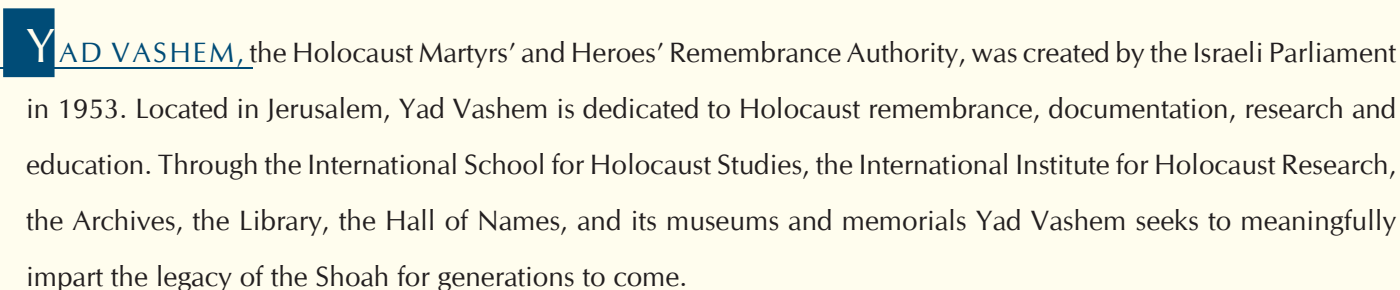 YAD VASHEM, the Holocaust Martyrs’ and Heroes’ Remembrance Authority, was created by the Israeli Parliament
in 1953. Located in Jerusalem, Yad Vashem is dedicated to Holocaust remembrance, documentation, research and
education. Through the International School for Holocaust Studies, the International Institute for Holocaust Research,
the Archives, the Library, the Hall of Names, and its museums and memorials Yad Vashem seeks to meaningfully
impart the legacy of the Shoah for generations to come.